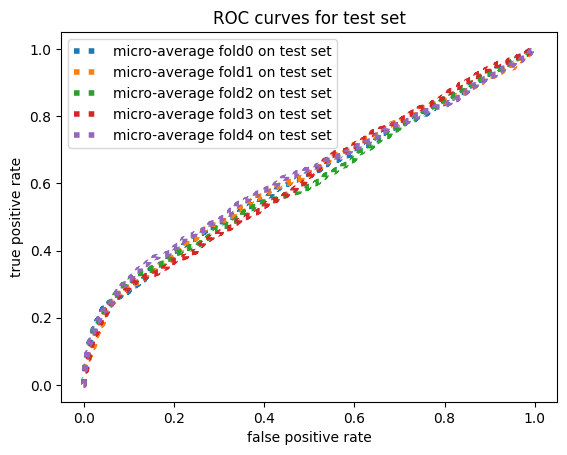 ROC curves for test set
1.0
0.8
0.6
0.4
0.2
0.0
true positive rate
micro-average fold0 on test set
micro-average fold1 on test set
micro-average fold2 on test set
micro-average fold3 on test set
micro-average fold4 on test set
0.0 0.2 0.4 0.6 0.8 1.0
false positive rate